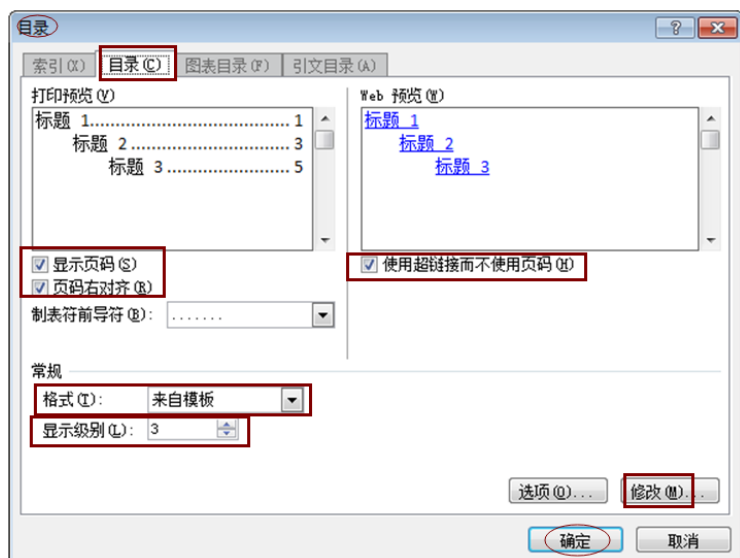 目录
索引(X) 目录(C) 图表目录(F) 引文目录(A)
打印预览(V)
标题 1.................................... 1
标题 2............................ 3
标题 3....................... 5
Web 预览(W)
标题 1
标题 2
标题 3
显示页码(S)
页码右对齐(R)
制表符前导符(B): .......
使用超链接而不使用页码(H)
常规
格式(T): 来自模板
显示级别(L): 3
选项(O)... 修改(M)...
确定 取消